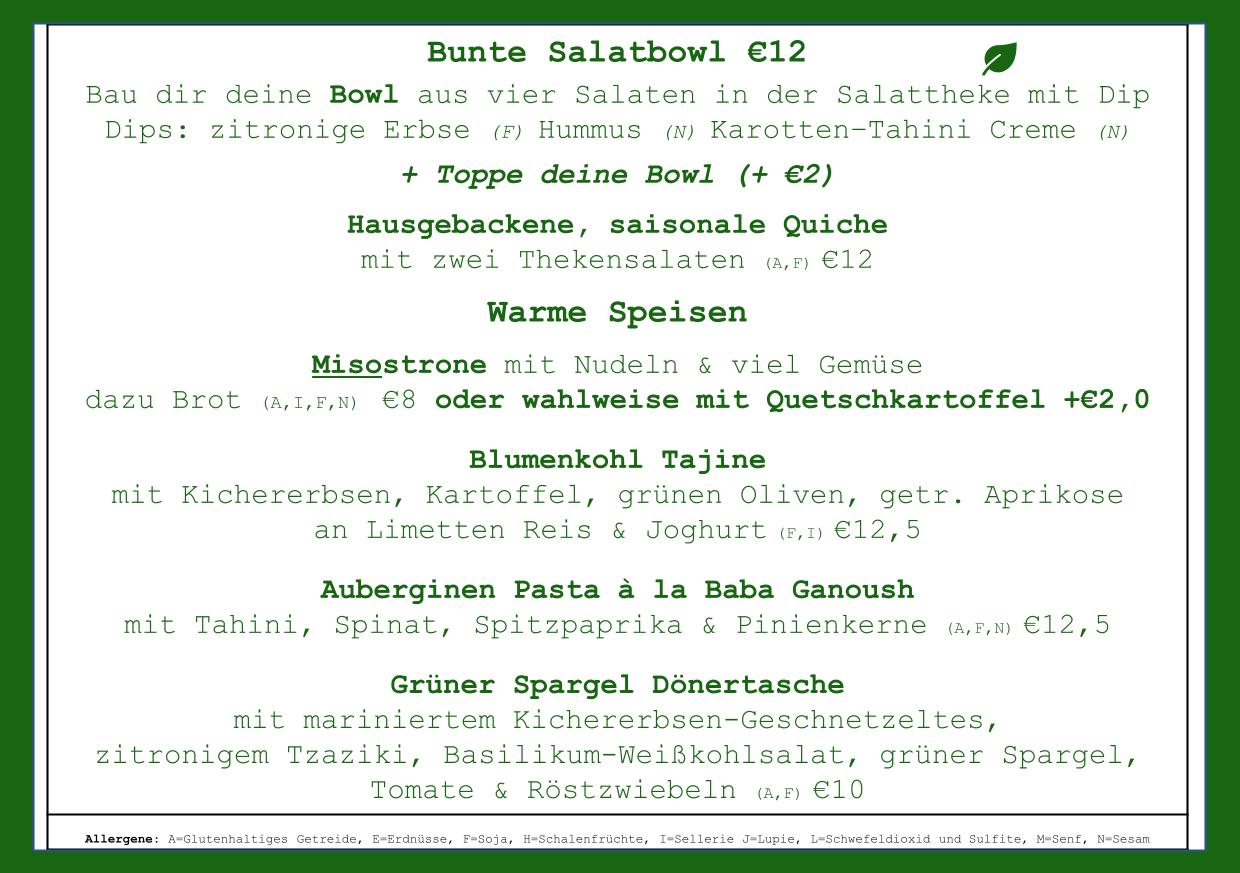 Bunte Salatbowl €12
Bau dir deine Bowl aus vier Salaten in der Salattheke mit Dip
Dips: zitronige Erbse (F) Hummus (N) Karotten-Tahini Creme (N)
+ Toppe deine Bowl (+ €2)
Hausgebackene, saisonale Quiche
mit zwei Thekensalaten (A,F) €12
Warme Speisen
Misostrone mit Nudeln & viel Gemüse
dazu Brot (A,I,F,N) €8 oder wahlweise mit Quetschkartoffel +€2,0
Blumenkohl Tajine
mit Kichererbsen, Kartoffel, grünen Oliven, getr. Aprikose
an Limetten Reis & Joghurt (F,I) €12,5
Auberginen Pasta à la Baba Ganoush
mit Tahini, Spinat, Spitzpaprika & Pinienkerne (A,F,N) €12,5
Grüner Spargel Dönertasche
mit mariniertem Kichererbsen-Geschnetzeltes,
zitronigem Tzaziki, Basilikum-Weißkohlsalat, grüner Spargel,
Tomate & Röstzwiebeln (A,F) €10
Allergene: A=Glutenhaltiges Getreide, E=Erdnüsse, F=Soja, H=Schalenfrüchte, I=Sellerie J=Lupie, L=Schwefeldioxid und Sulfite, M=Senf, N=Sesam